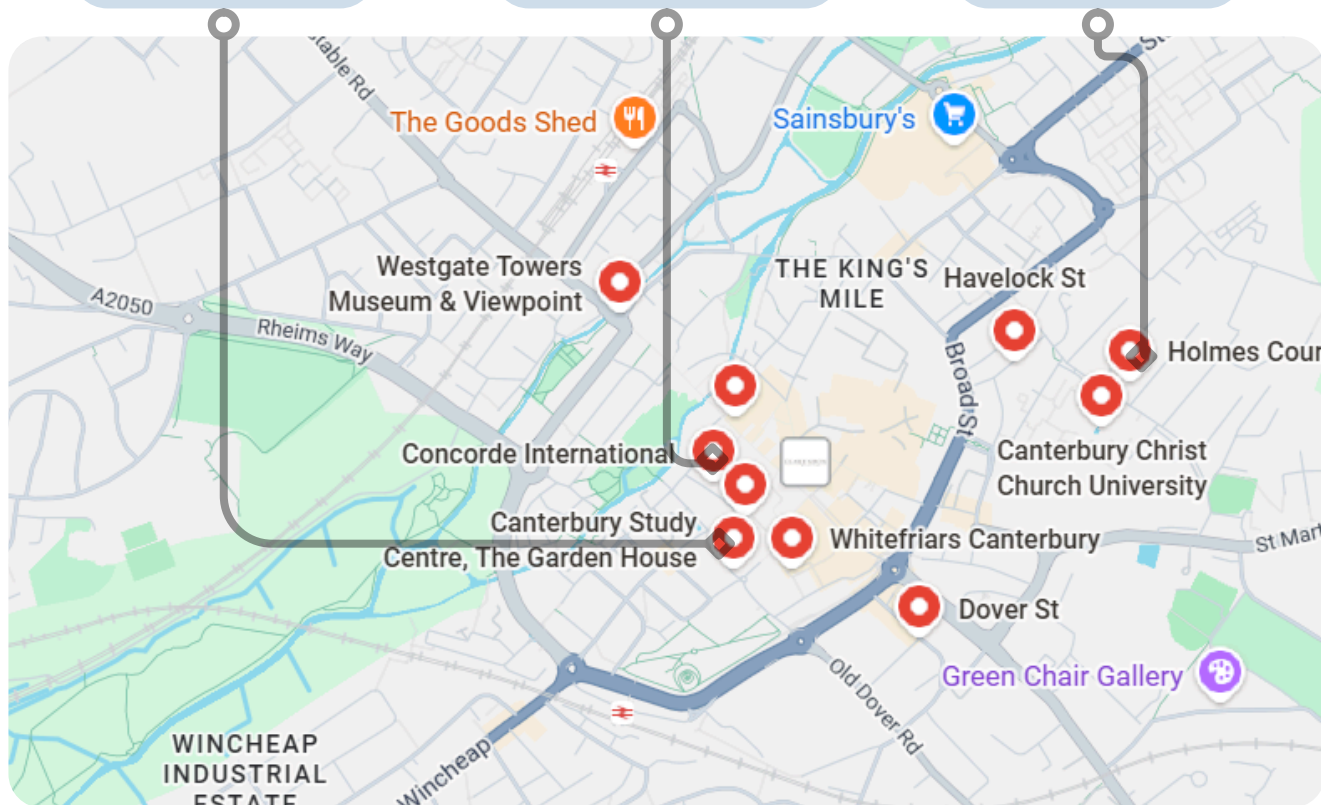 The Goods Shed
Sainsbury's
Westgate Towers
Museum & Viewpoint
THE KING'S
MILE
Havelock St
A2050
Rheims Way
Broad St
Holmes
Concorde International
Canterbury Christ
Church University
Canterbury Study
Centre, The Garden House
Whitefriars Canterbury
St
Dover St
Green Chair Gallery
Old Dover Rd
WINCHEAP
INDUSTRIAL
ESTATE
Wincheap